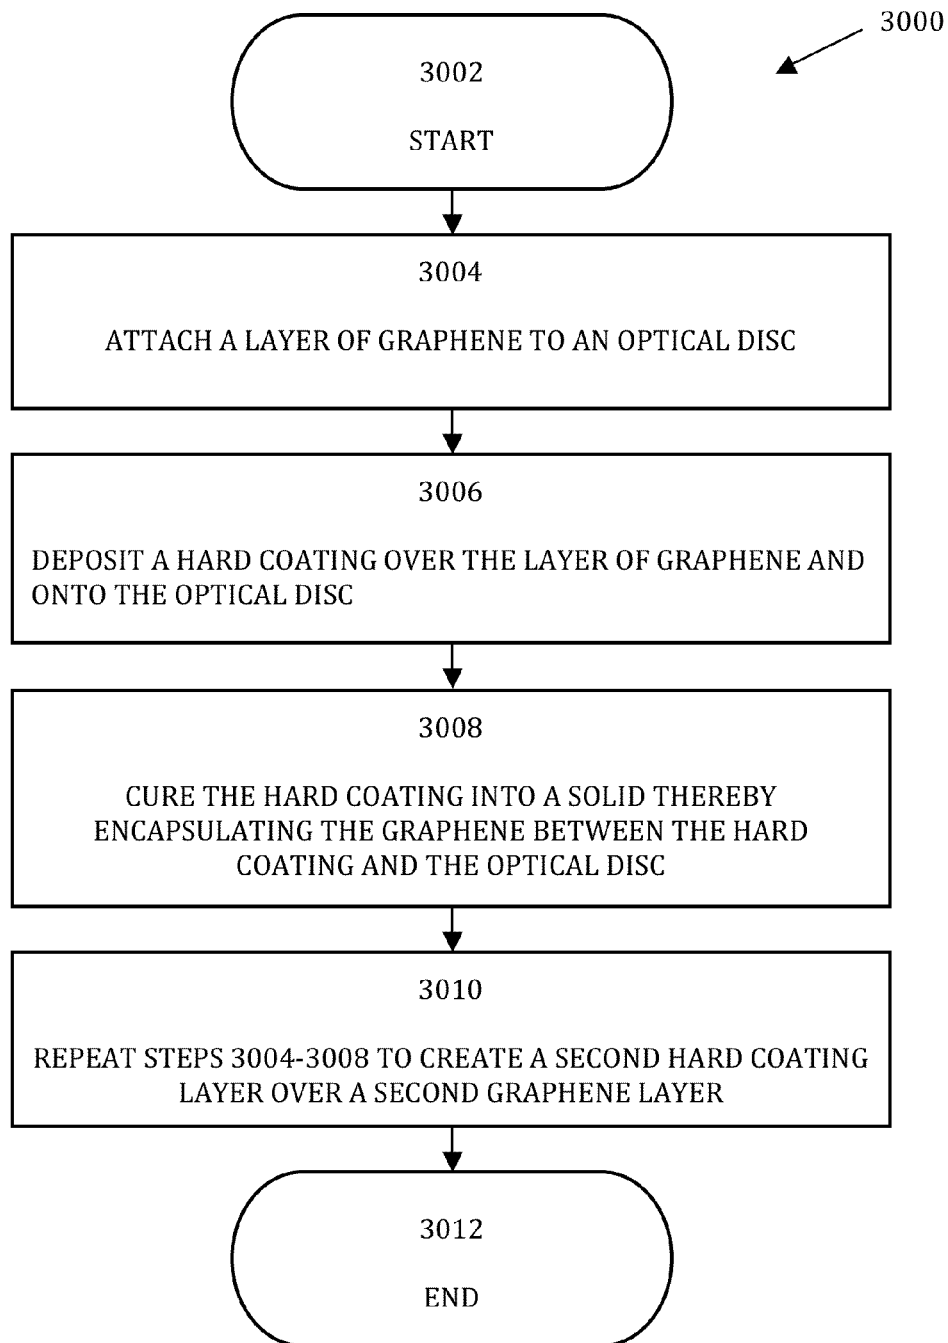 3000
3002
START
3004
ATTACH A LAYER OF GRAPHENE TO AN OPTICAL DISC
3006
DEPOSIT A HARD COATING OVER THE LAYER OF GRAPHENE AND
ONTO THE OPTICAL DISC
3008
CURE THE HARD COATING INTO A SOLID THEREBY
ENCAPSULATING THE GRAPHENE BETWEEN THE HARD
COATING AND THE OPTICAL DISC
3010
REPEAT STEPS 3004-3008 TO CREATE A SECOND HARD COATING
LAYER OVER A SECOND GRAPHENE LAYER
3012
END